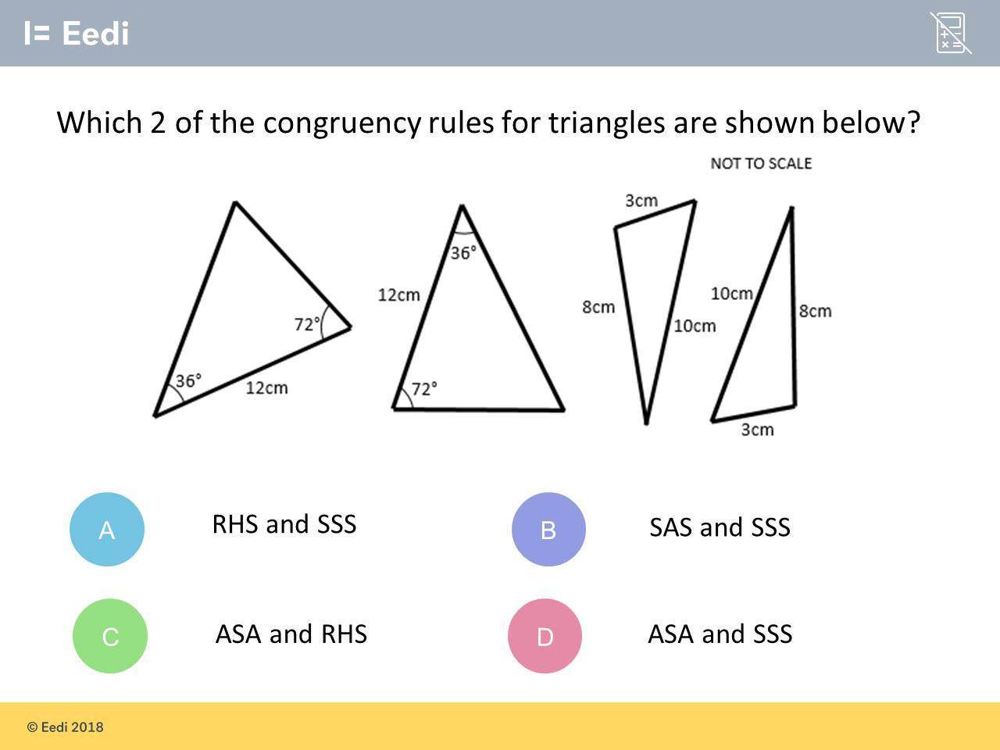 Eedi
Which 2 of the congruency rules for triangles are shown below?
NOT TO SCALE
72°
36°
12cm
36°
12cm
72°
3cm
8cm
10cm
10cm
8cm
3cm
A RHS and SSS
B SAS and SSS
C ASA and RHS
D ASA and SSS
© Eedi 2018